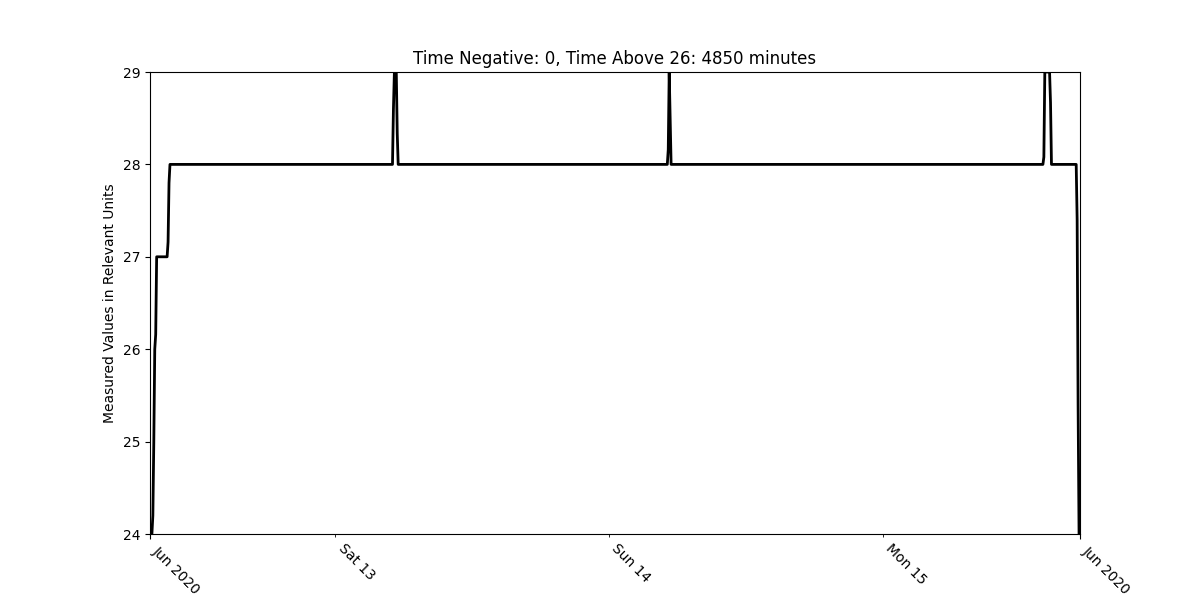 Time Negative: 0, Time Above 26: 4850 minutes
29
28
27
26
25
24
Measured Values in Relevant Units
Jun 2020
Sat 13
Sun 14
Mon 15
Jun 2020